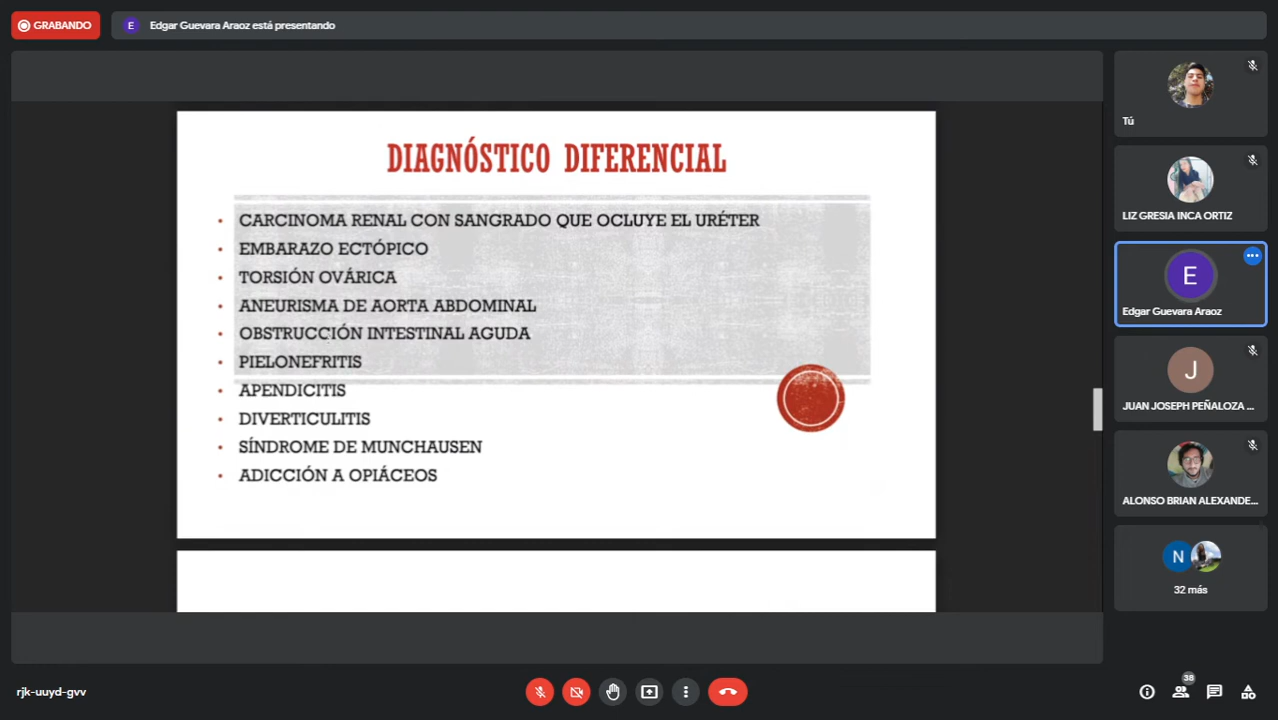 GRABANDO
E
Edgar Guevara Araoz está presentando
DIAGNÓSTICO DIFERENCIAL
• CARCINOMA RENAL CON SANGRADO QUE OCLUYE EL URÉTER
• EMBARAZO ECTÓPICO
• TORSIÓN OVÁRICA
• ANEURISMA DE AORTA ABDOMINAL
• OBSTRUCCIÓN INTESTINAL AGUDA
• PIELONEFRITIS
• APENDICITIS
• DIVERTICULITIS
• SÍNDROME DE MUNCHAUSEN
• ADICCIÓN A OPIÁCEOS
Tú
LIZ GRESIA INCA ORTIZ
E
Edgar Guevara Araoz
J
JUAN JOSEPH PEÑALOZA ...
ALONSO BRIAN ALEXANDE...
N
32 más
rjk-uuyd-gvv
38